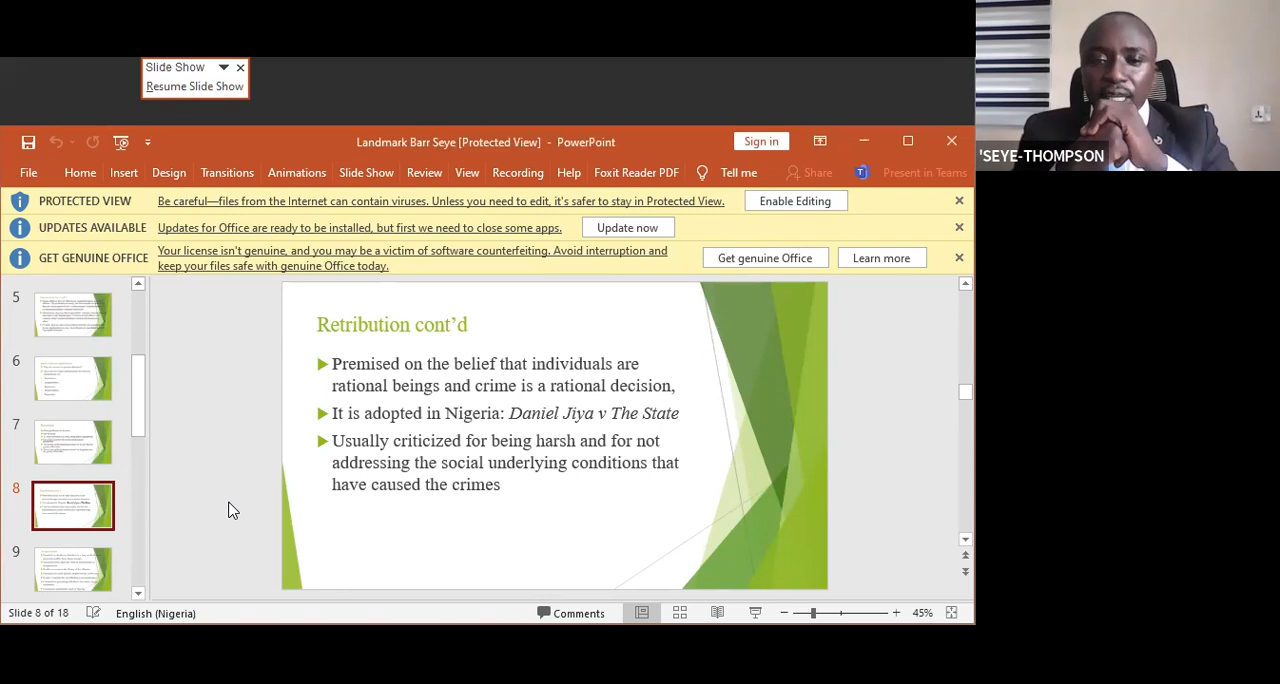 Slide Show
Resume Slide Show
'SEYE-THOMPSON
Landmark Barr Seye [Protected View] - PowerPoint
Sign in
File Home Insert Design Transitions Animations Slide Show Review View Recording Help Foxit Reader PDF Tell me Share Present in Teams
PROTECTED VIEW Be careful—files from the Internet can contain viruses. Unless you need to edit, it's safer to stay in Protected View. Enable Editing
UPDATES AVAILABLE Updates for Office are ready to be installed, but first we need to close some apps. Update now
GET GENUINE OFFICE Your license isn't genuine, and you may be a victim of software counterfeiting. Avoid interruption and
keep your files safe with genuine Office today. Get genuine Office Learn more
5
6
7
8
9
Retribution cont’d
Premised on the belief that individuals are
rational beings and crime is a rational decision,
It is adopted in Nigeria: Daniel Jiya v The State
Usually criticized for being harsh and for not
addressing the social underlying conditions that
have caused the crimes
Slide 8 of 18 English (Nigeria) Comments 45%